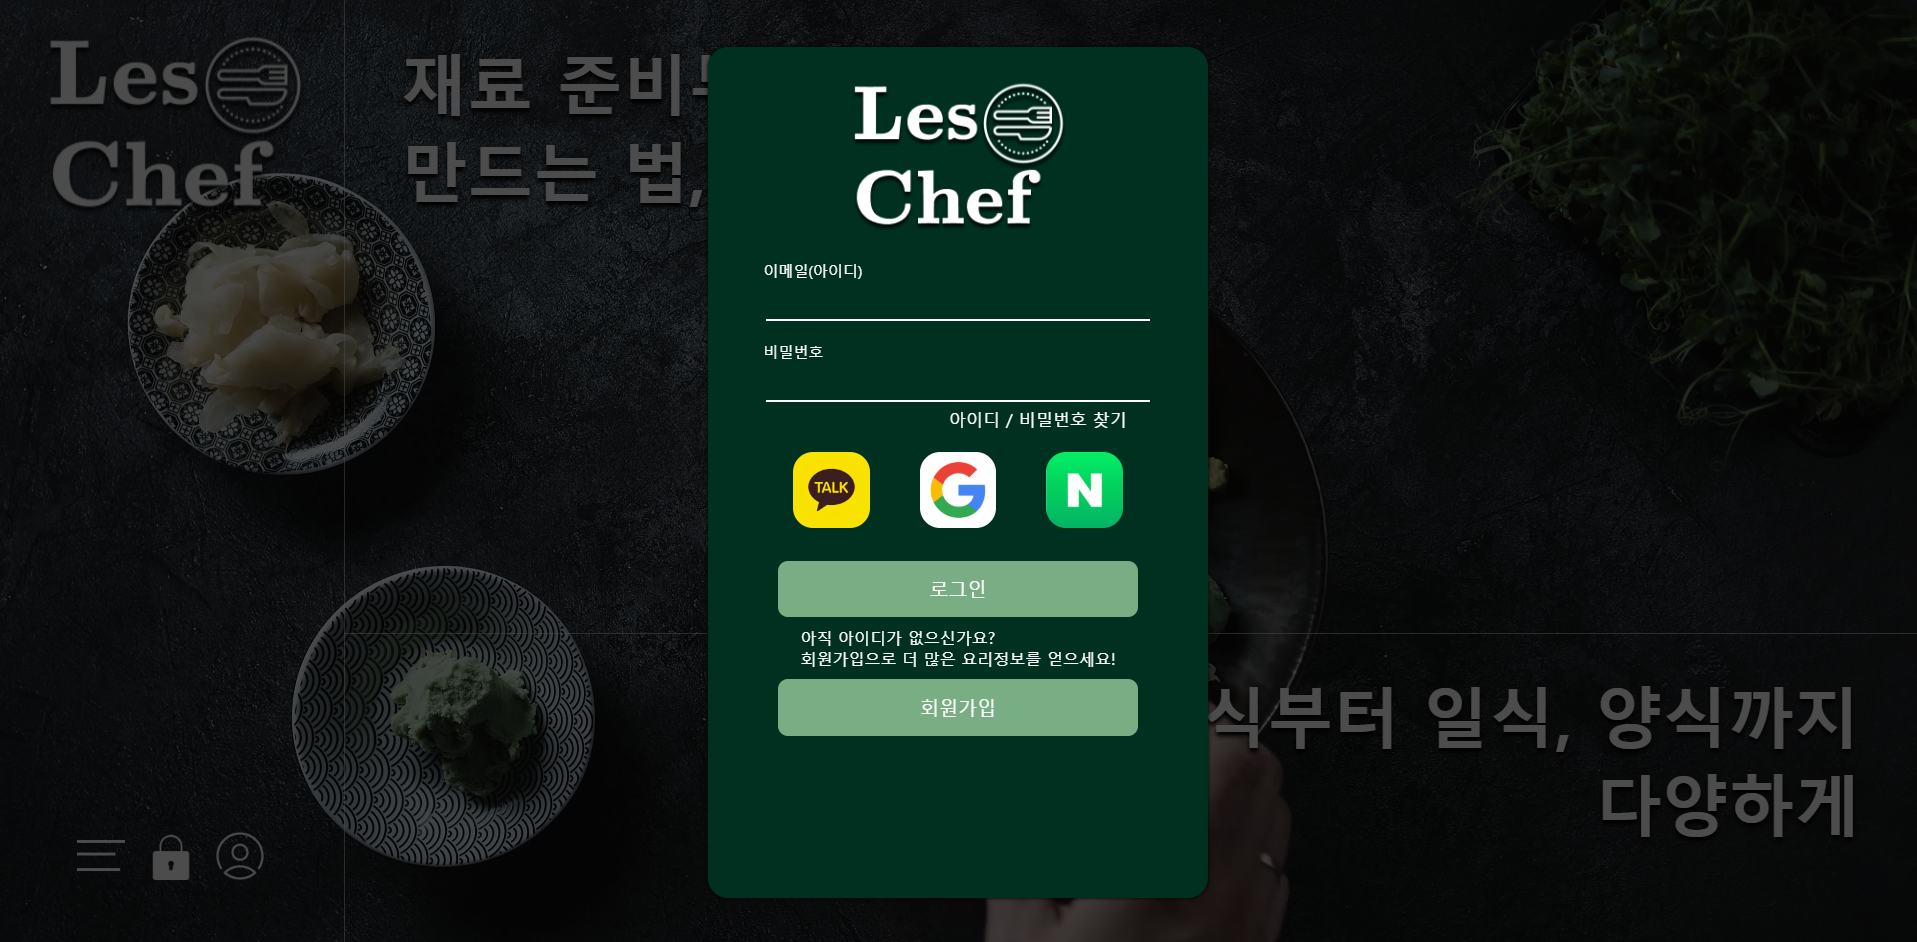 Les
Chef
재료 준비
만드는 법,
Les
Chef
이메일(아이디)
비밀번호
아이디 / 비밀번호 찾기
TALK
G
N
로그인
아직 아이디가 없으신가요?
회원가입으로 더 많은 요리정보를 얻으세요!
회원가입
식부터 일식, 양식까지
다양하게